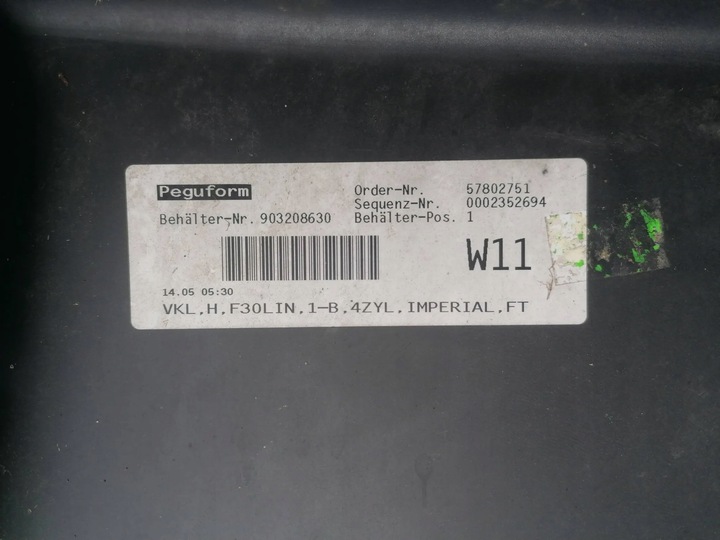 Peguform Order-Nr. 57802751
Sequenz-Nr. 0002352694
Behälter-Nr. 903208630 Behälter-Pos. 1
W11
14.05 05:30
VKL,H,F30LIN,1-B,4ZYL,IMPERIAL,FT